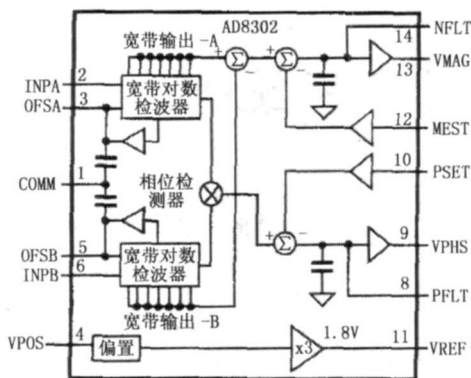 AD8302
NFLT
14
宽带输出 -A
VMAG
13
INPA 2
OFSA 3
宽带对数
检波器
12 MEST
10 PSET
COMM 1
相位检
测器
9 VPHS
OFSB 5
INPB 6
宽带对数
检波器
8
PFLT
宽带输出 -B
VPOS 4
偏置
x3
1.8V
11 VREF
Σ
Σ
Σ
+
-
+
-
+
-